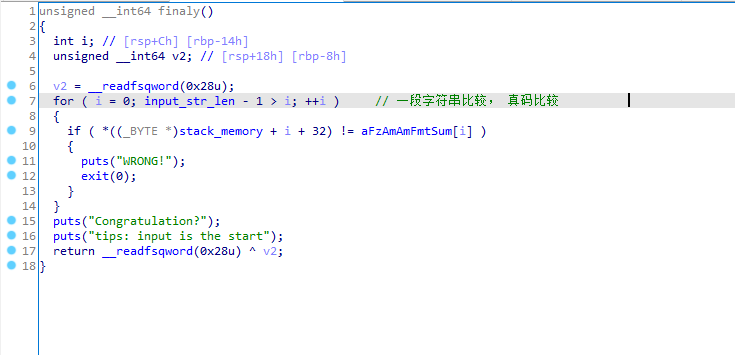 1 unsigned __int64 finaly()
2 {
3 int i; // [rsp+Ch] [rbp-14h]
4 unsigned __int64 v2; // [rsp+18h] [rbp-8h]
5
6 v2 = __readfsqword(0x28u);
7 for ( i = 0; input_str_len - 1 > i; ++i ) // 一段字符串比较， 真码比较
8 {
9 if ( *((_BYTE *)stack_memory + i + 32) != aFzAmAmFmtSum[i] )
10 {
11 puts("WRONG!");
12 exit(0);
13 }
14 }
15 puts("Congratulation?");
16 puts("tips: input is the start");
17 return __readfsqword(0x28u) ^ v2;
18 }